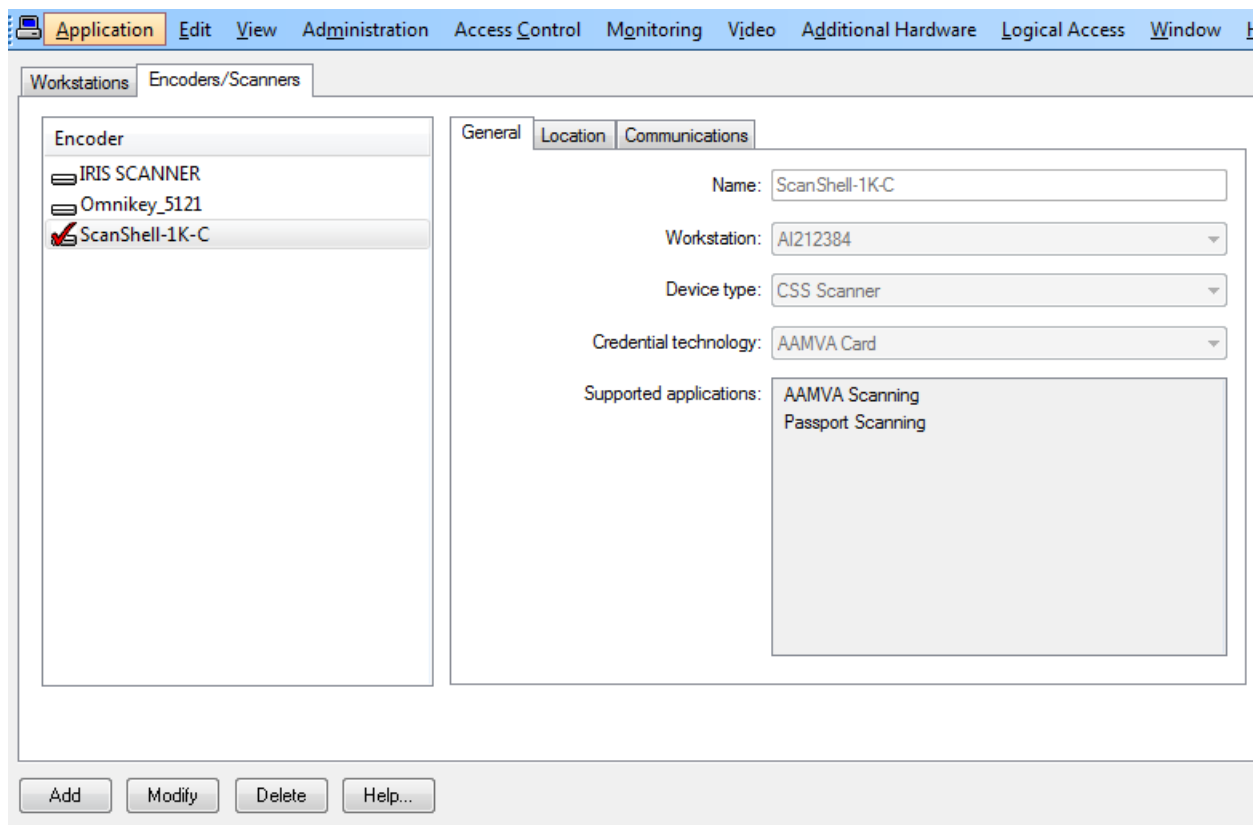 Application Edit View Administration Access Control Monitoring Video Additional Hardware Logical Access Window
Workstations Encoders/Scanners
Encoder
IRIS SCANNER
Omnikey_5121
ScanShell-1K-C
General Location Communications
Name: ScanShell-1K-C
Workstation: AI212384
Device type: CSS Scanner
Credential technology: AAMVA Card
Supported applications: AAMVA Scanning
Passport Scanning
Add Modify Delete Help...